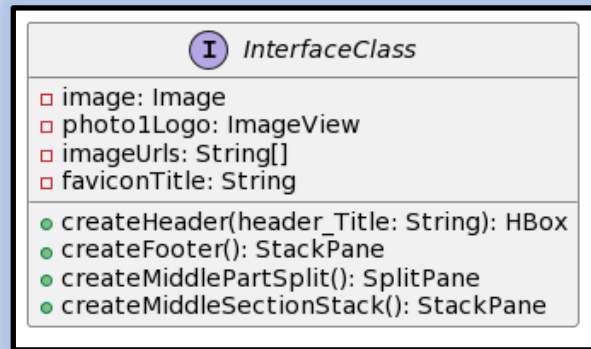 I InterfaceClass
image: Image
photo1Logo: ImageView
imageUrls: String[]
faviconTitle: String
createHeader(header_Title: String): HBox
createFooter(): StackPane
createMiddlePartSplit(): SplitPane
createMiddleSectionStack(): StackPane